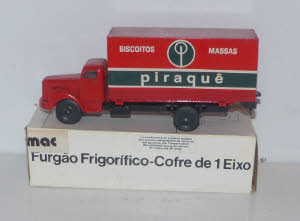 BISCOITOS MASSAS
piraquê
mac
Furgão Frigorífico-Cofre de 1 Eixo